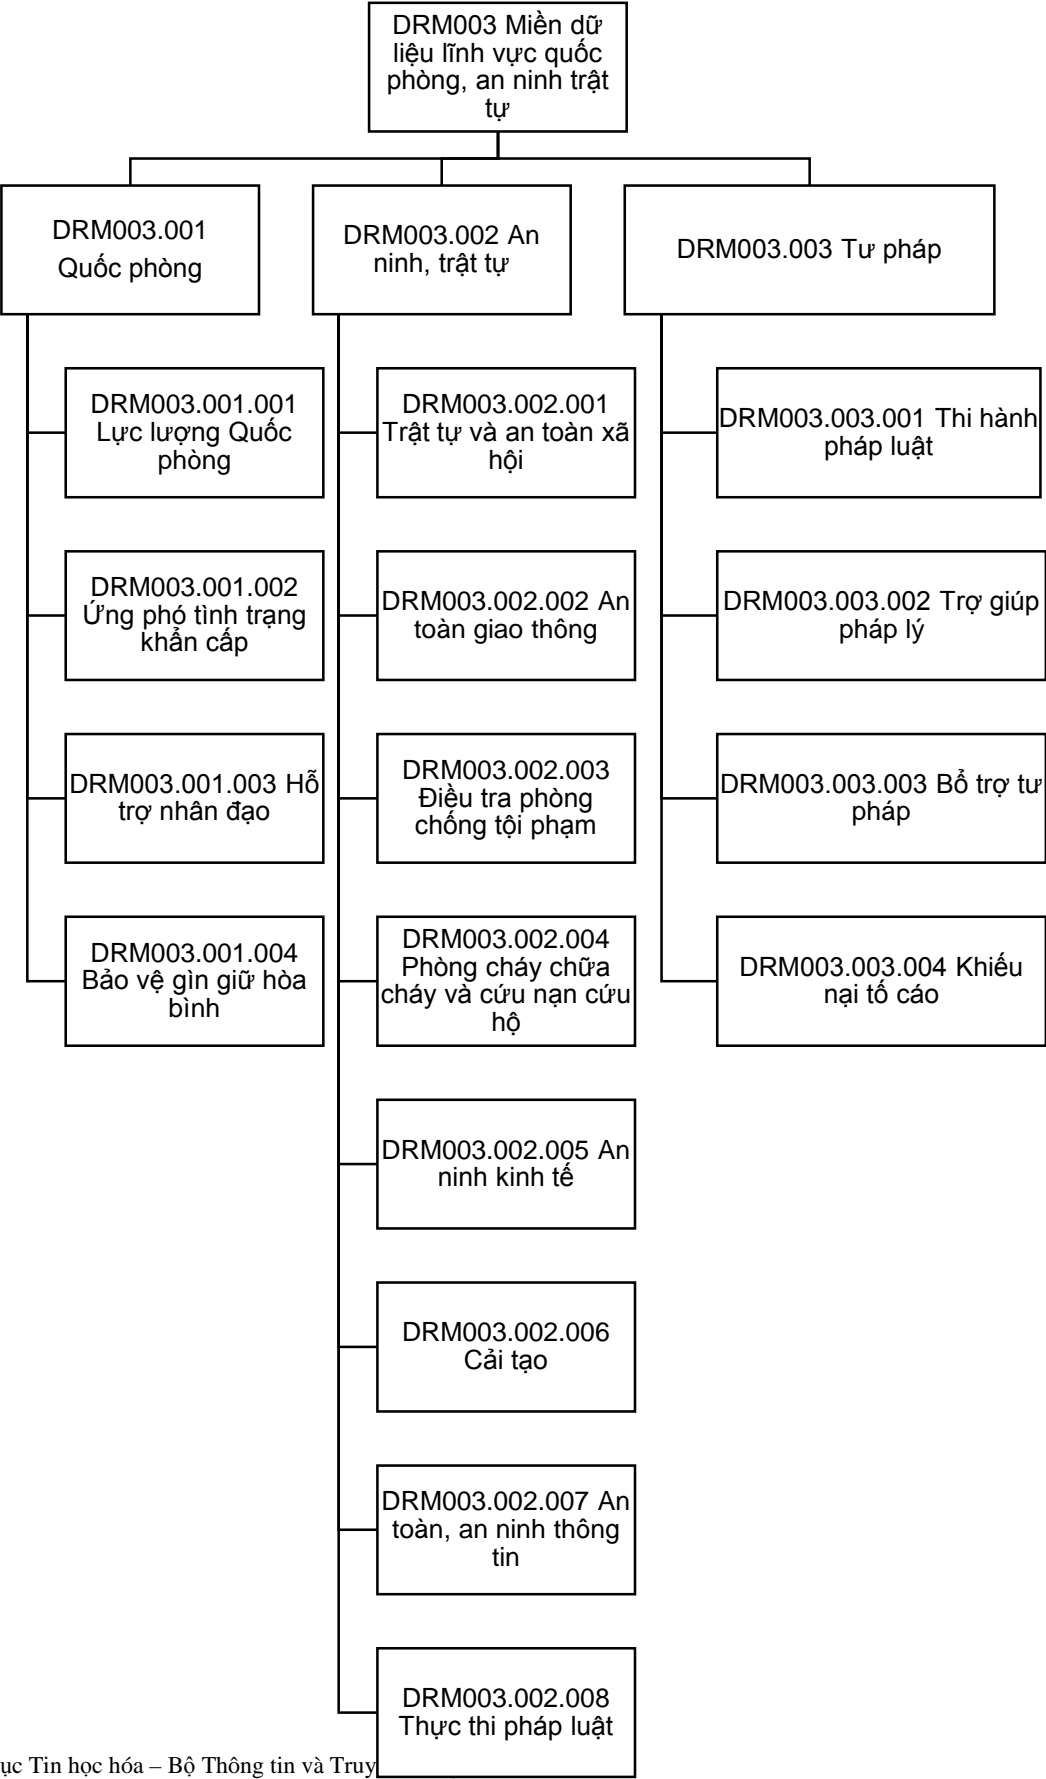 DRM003 Miền dữ
liệu lĩnh vực quốc
phòng, an ninh trật
tự
DRM003.001
Quốc phòng
DRM003.002 An
ninh, trật tự
DRM003.003 Tư pháp
DRM003.001.001
Lực lượng Quốc
phòng
DRM003.001.002
Ứng phó tình trạng
khẩn cấp
DRM003.001.003 Hỗ
trợ nhân đạo
DRM003.001.004
Bảo vệ gìn giữ hòa
bình
DRM003.002.001
Trật tự và an toàn xã
hội
DRM003.002.002 An
toàn giao thông
DRM003.002.003
Điều tra phòng
chống tội phạm
DRM003.002.004
Phòng cháy chữa
cháy và cứu nạn cứu
hộ
DRM003.002.005 An
ninh kinh tế
DRM003.002.006
Cải tạo
DRM003.002.007 An
toàn, an ninh thông
tin
DRM003.002.008
Thực thi pháp luật
DRM003.003.001 Thi hành
pháp luật
DRM003.003.002 Trợ giúp
pháp lý
DRM003.003.003 Bổ trợ tư
pháp
DRM003.003.004 Khiếu
nại tố cáo
Tin học hóa – Bộ Thông tin và